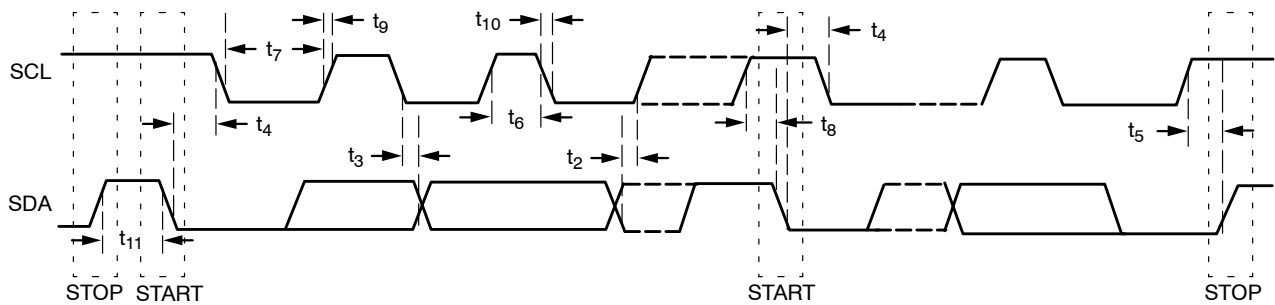 t9
t10
t7
t4
SCL
t4
t6
t8
t5
t3
t2
SDA
t11
STOP START START STOP